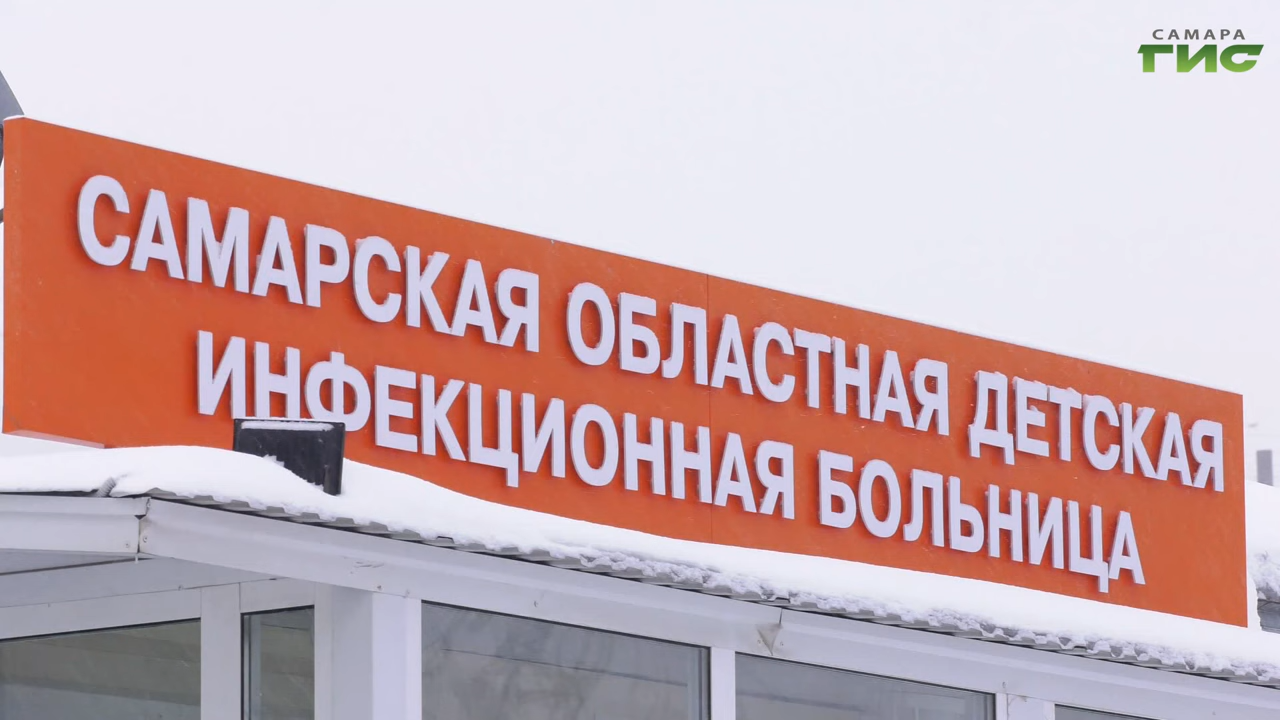 САМАРА
ГИС
САМАРСКАЯ ОБЛАСТНАЯ ДЕТСКАЯ
ИНФЕКЦИОННАЯ БОЛЬНИЦА